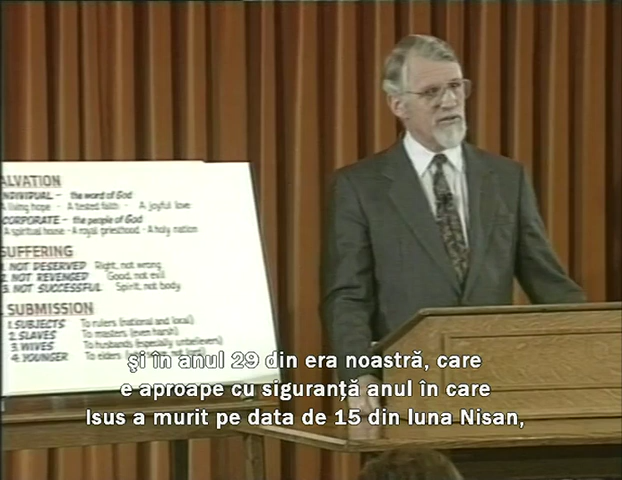 ALVATION
NDIVIDUAL - the word of God
A living hope - A tested faith - A joyful love
CORPORATE - the people of God
A spiritual house - A royal priesthood - A holy nation
SUFFERING
NOT DESERVED Right, not wrong
NOT REVENGED Good, not evil
NOT SUCCESSFUL Spirit, not body
SUBMISSION
1. SUBJECTS To rulers (national and local)
2. SLAVES To masters (even harsh)
3. WIVES To husbands (especially unbelievers)
4. YOUNGER To elders
şi în anul 29 din era noastră, care
e aproape cu siguranţă anul în care
Isus a murit pe data de 15 din luna Nisan,